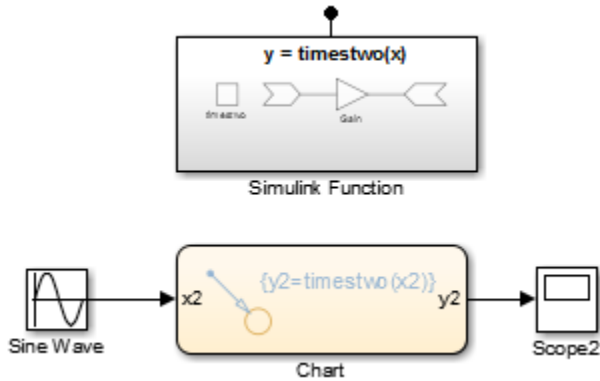 y = timestwo(x)
timestwo
Gain
Simulink Function
{y2=timestwo(x2)}
x2
y2
Sine Wave
Chart
Scope2